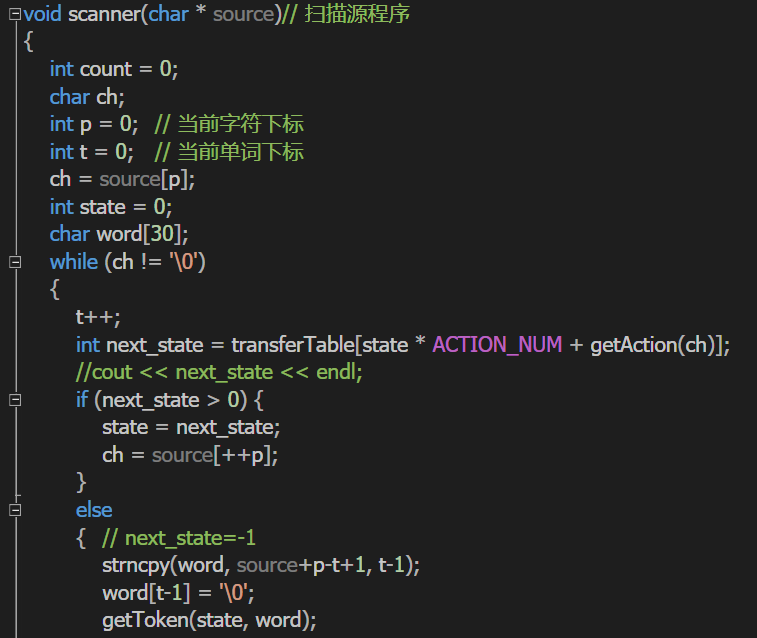 void scanner(char * source)// 扫描源程序
{
int count = 0;
char ch;
int p = 0;  // 当前字符下标
int t = 0;  // 当前单词下标
ch = source[p];
int state = 0;
char word[30];
while (ch != '\0')
{
t++;
int next_state = transferTable[state * ACTION_NUM + getAction(ch)];
//cout << next_state << endl;
if (next_state > 0) {
state = next_state;
ch = source[++p];
}
else
{  // next_state=-1
strncpy(word, source+p-t+1, t-1);
word[t-1] = '\0';
getToken(state, word);